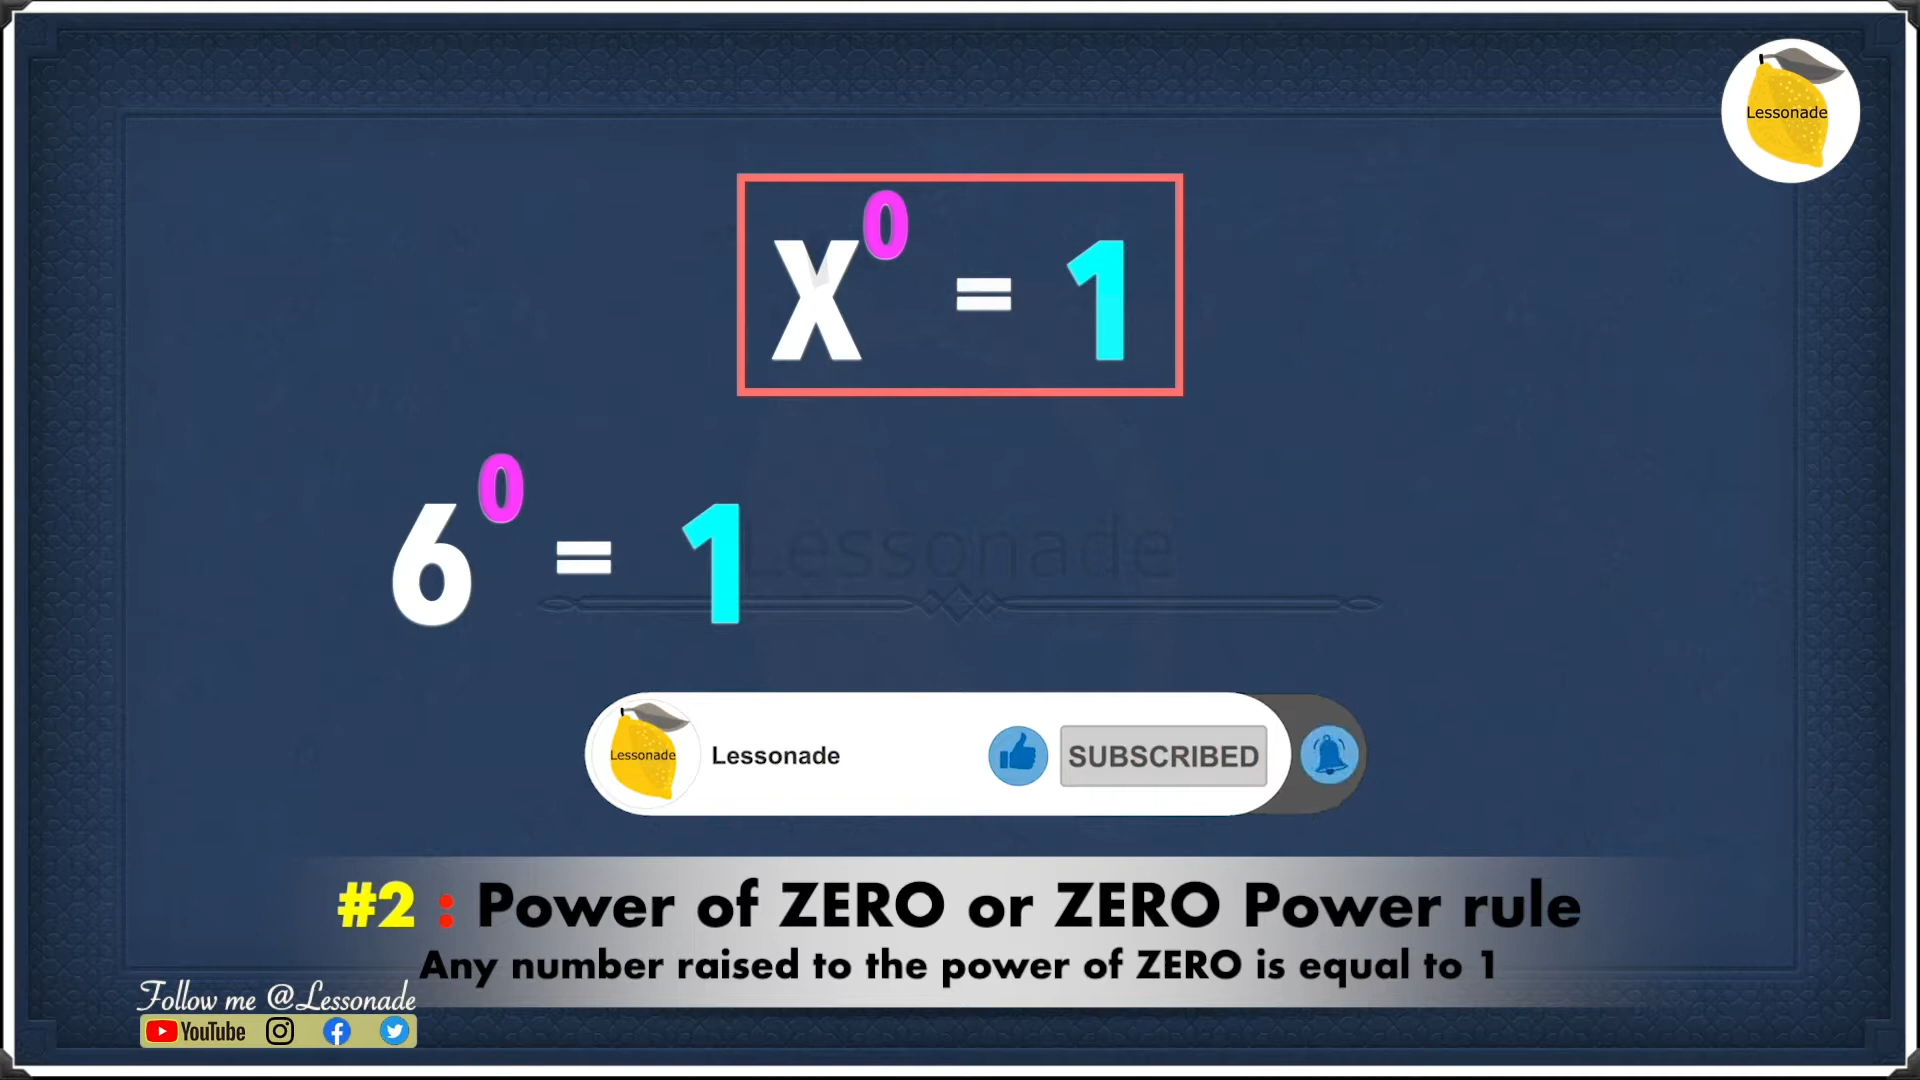 Lessonade
X⁰ = 1
6⁰ = 1
Lessonade
Lessonade
Lessonade
SUBSCRIBED
#2 : Power of ZERO or ZERO Power rule
Any number raised to the power of ZERO is equal to 1
Follow me @Lessonade
YouTube